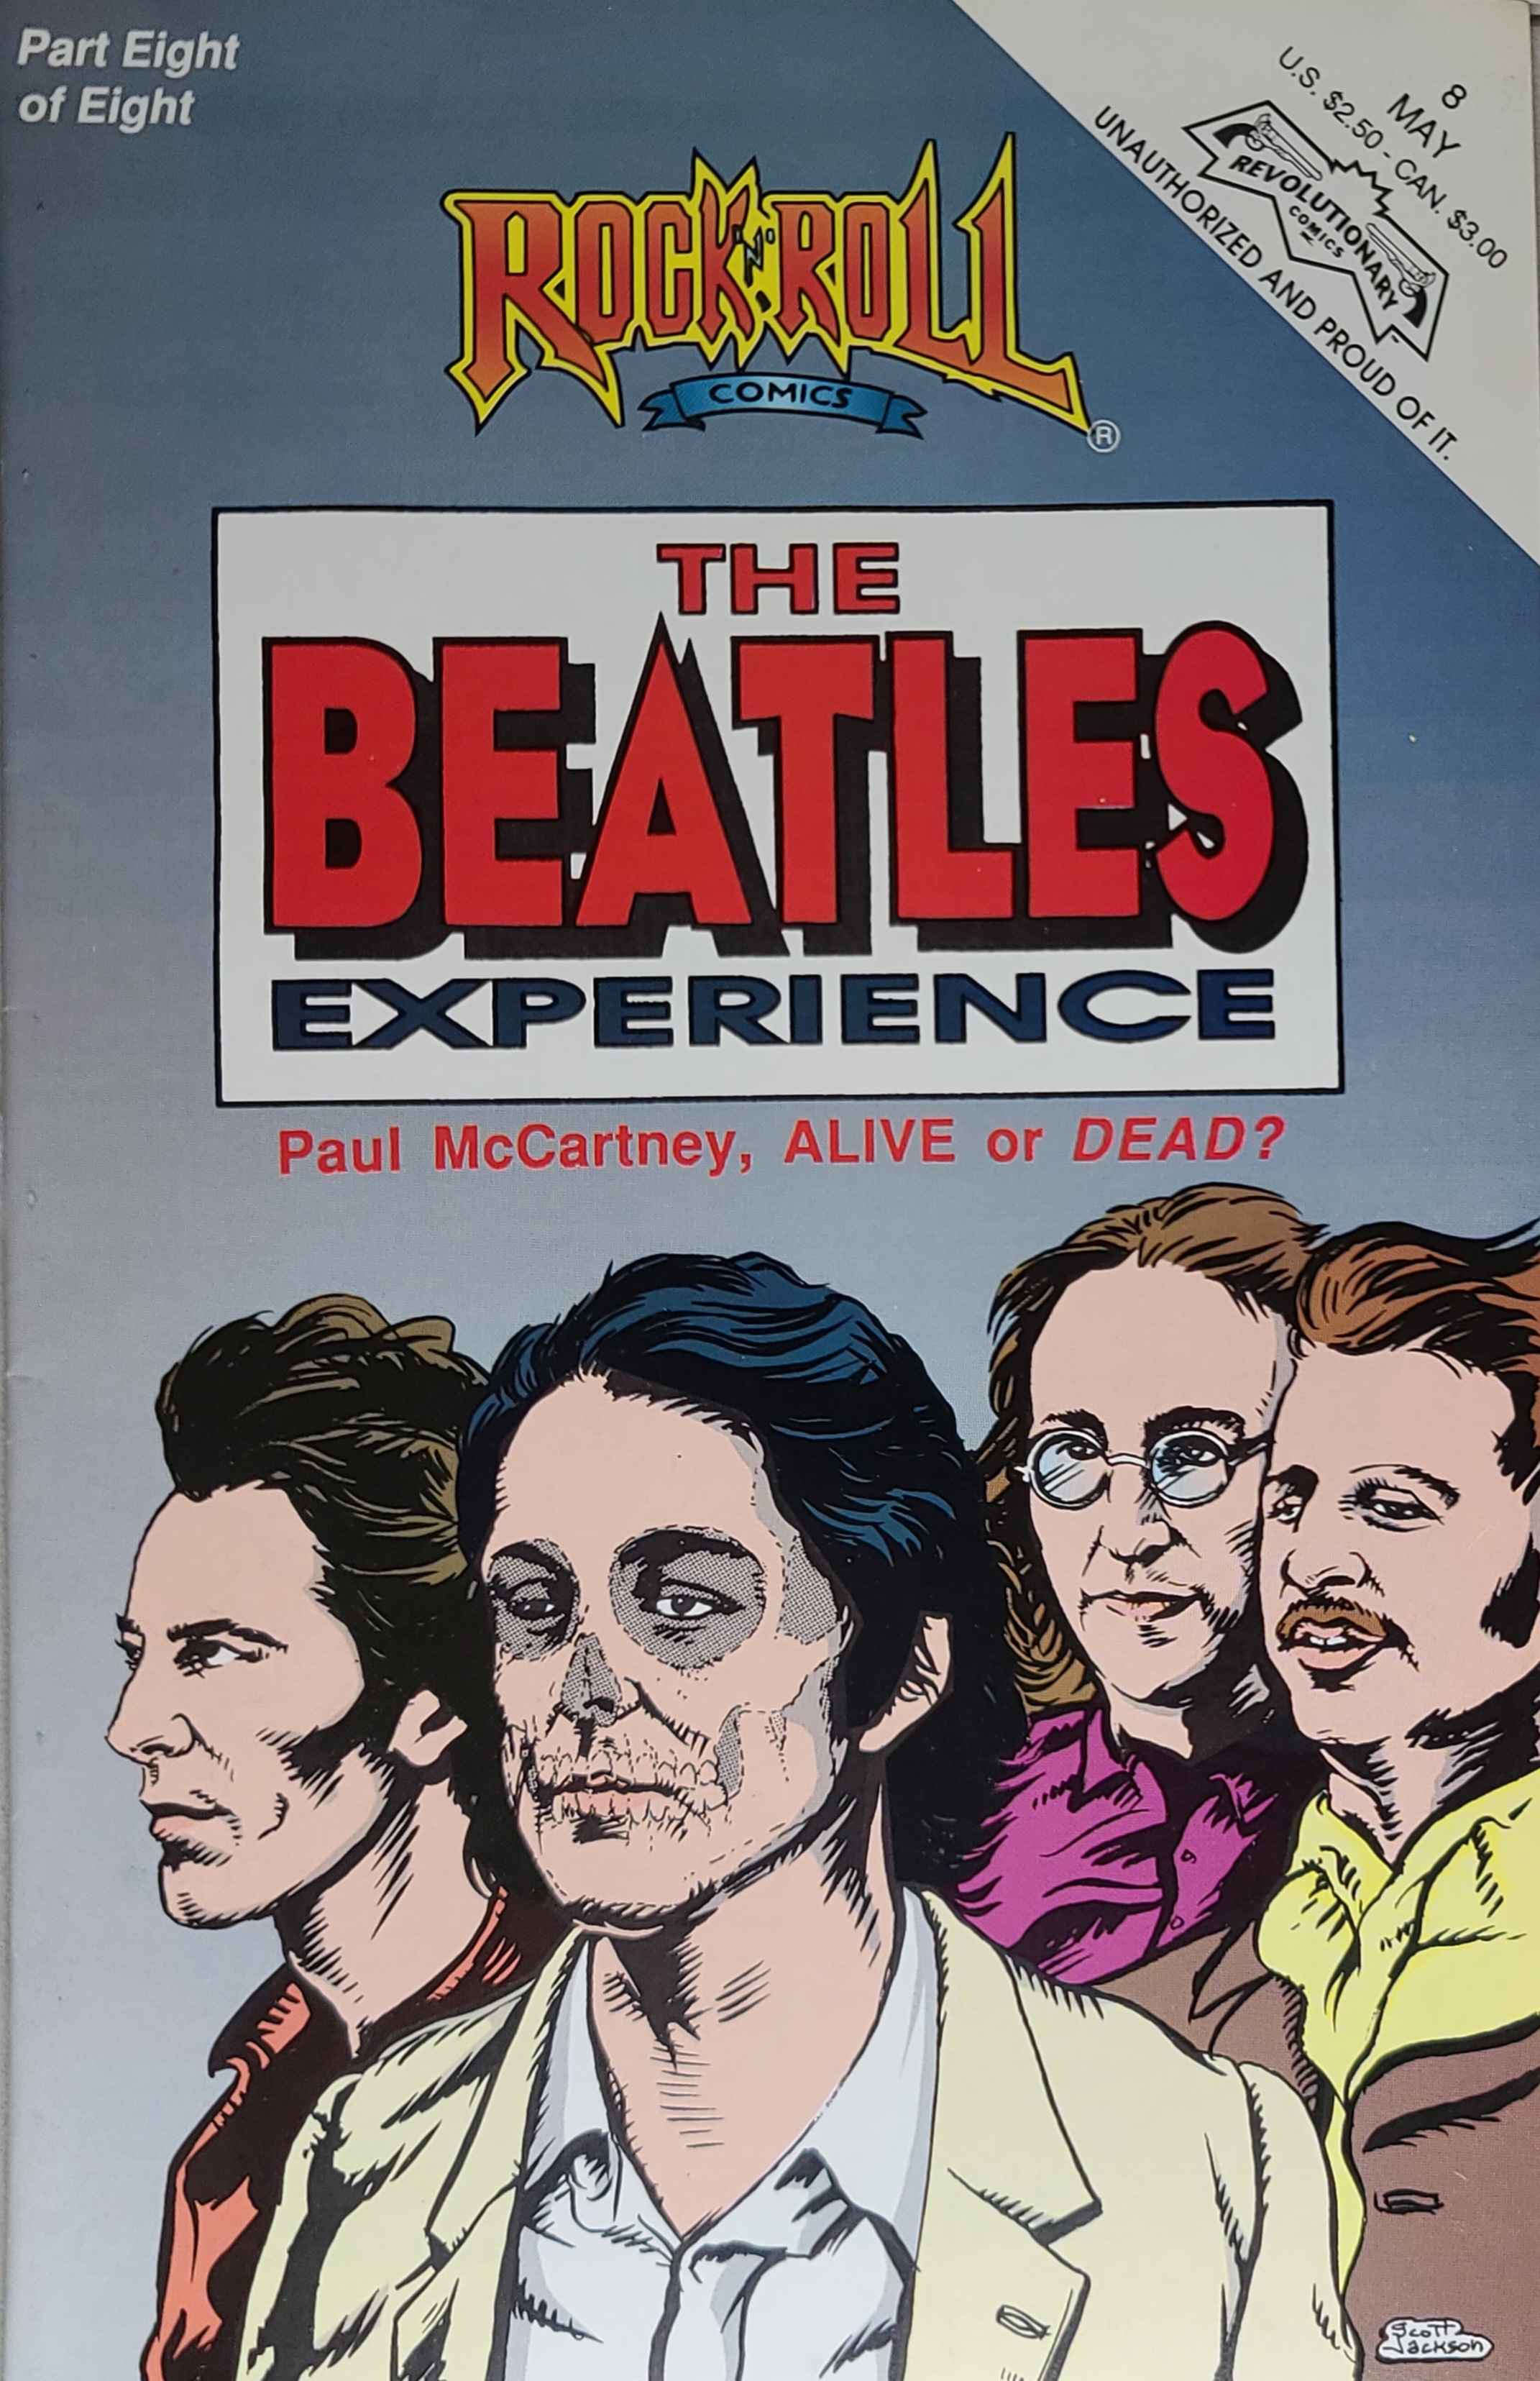 Part Eight
of Eight
8
MAY
U.S. $2.50 - CAN. $3.00
REVOLUTIONARY
COMICS
UNAUTHORIZED AND PROUD OF IT.
ROCK 'N' ROLL
COMICS
®
THE
BEATLES
EXPERIENCE
Paul McCartney, ALIVE or DEAD?
Scott
Jackson